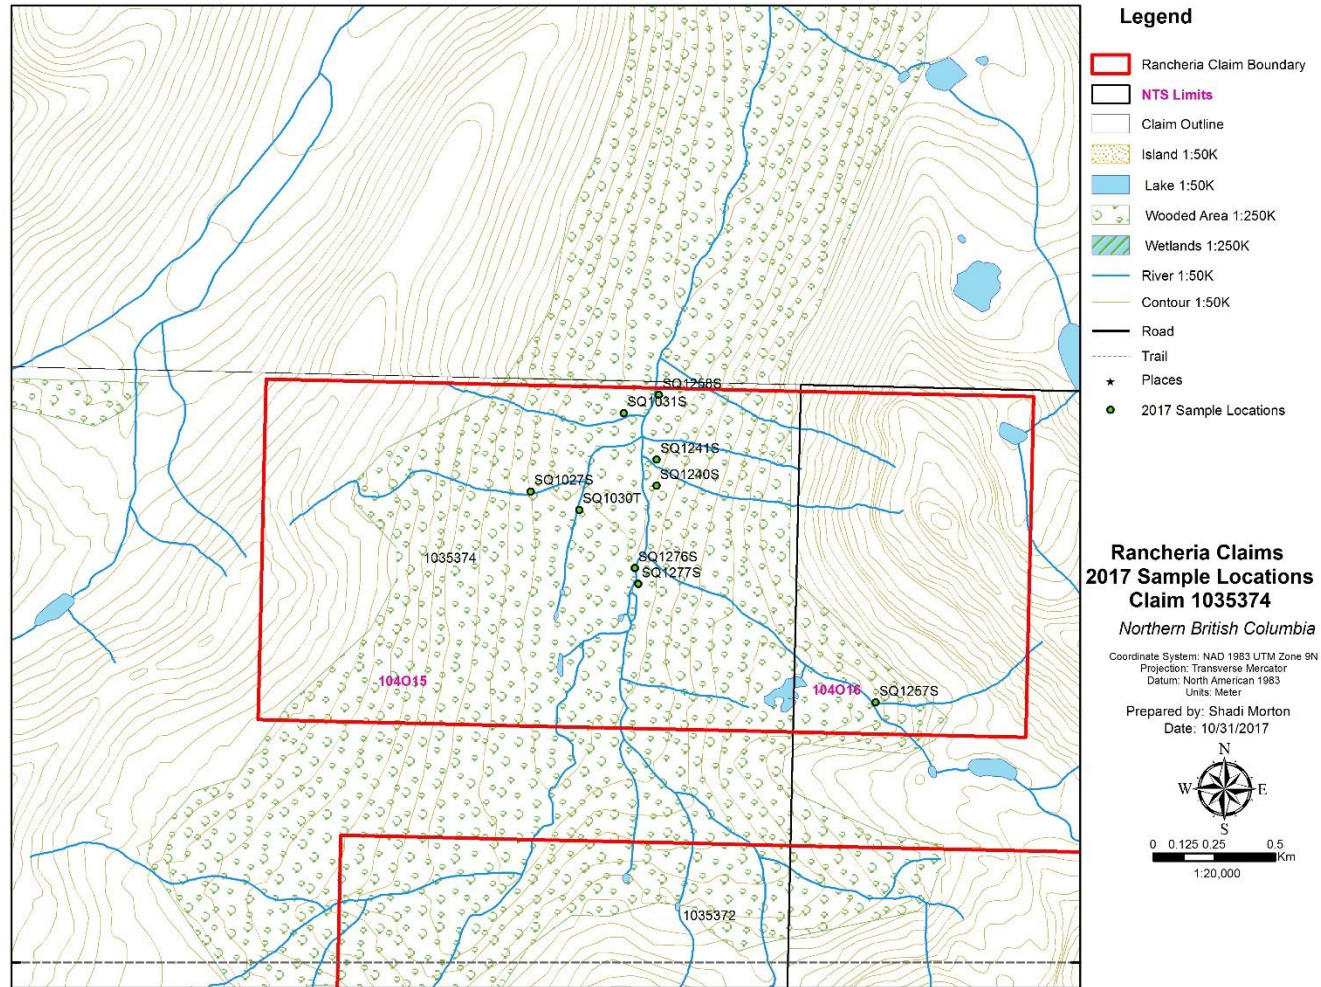 Legend
Rancheria Claim Boundary
NTS Limits
Claim Outline
Island 1:50K
Lake 1:50K
Wooded Area 1:250K
Wetlands 1:250K
River 1:50K
Contour 1:50K
Road
Trail
Places
2017 Sample Locations
SQ1258S
SQ1031S
SQ1241S
SQ1240S
SQ1027S
SQ1030T
1035374
SQ1276S
SQ1277S
104O15
104O16
SQ1257S
1035372
Rancheria Claims
2017 Sample Locations
Claim 1035374
Northern British Columbia
Coordinate System: NAD 1983 UTM Zone 9N
Projection: Transverse Mercator
Datum: North American 1983
Units: Meter
Prepared by: Shadi Morton
Date: 10/31/2017
N
W E
S
0 0.125 0.25 0.5
Km
1:20,000